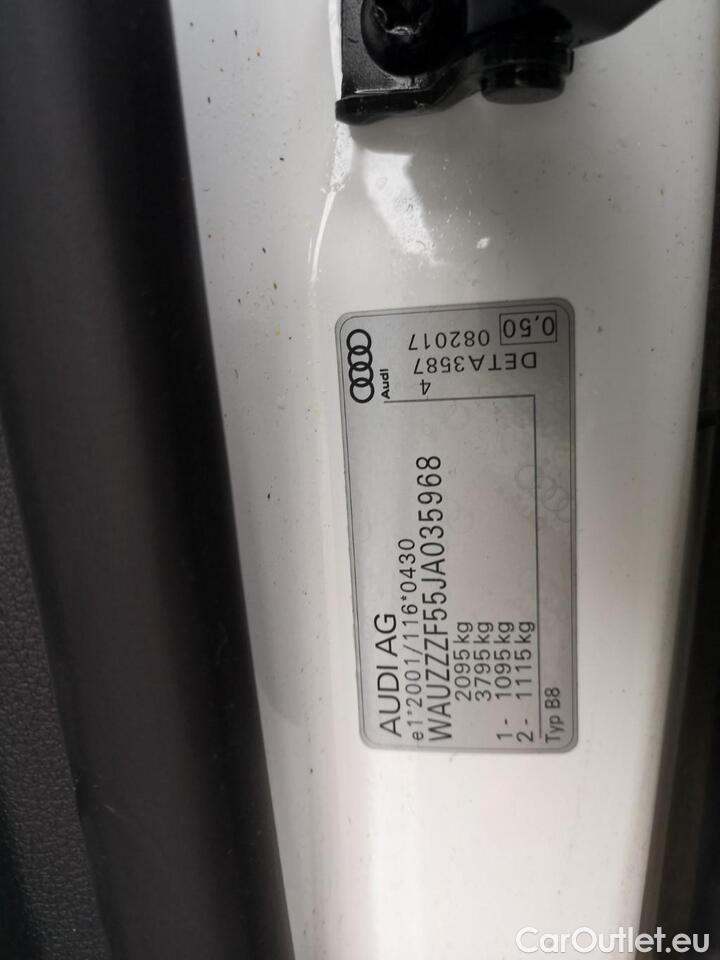 AUDI AG
e1*2001/116*0430
WAUZZZF55JA035968
2095 kg
3795 kg
1 - 1095 kg
2 - 1115 kg
Typ B8
Audi
4
DETA3587
082017 0,50
CarOutlet.eu